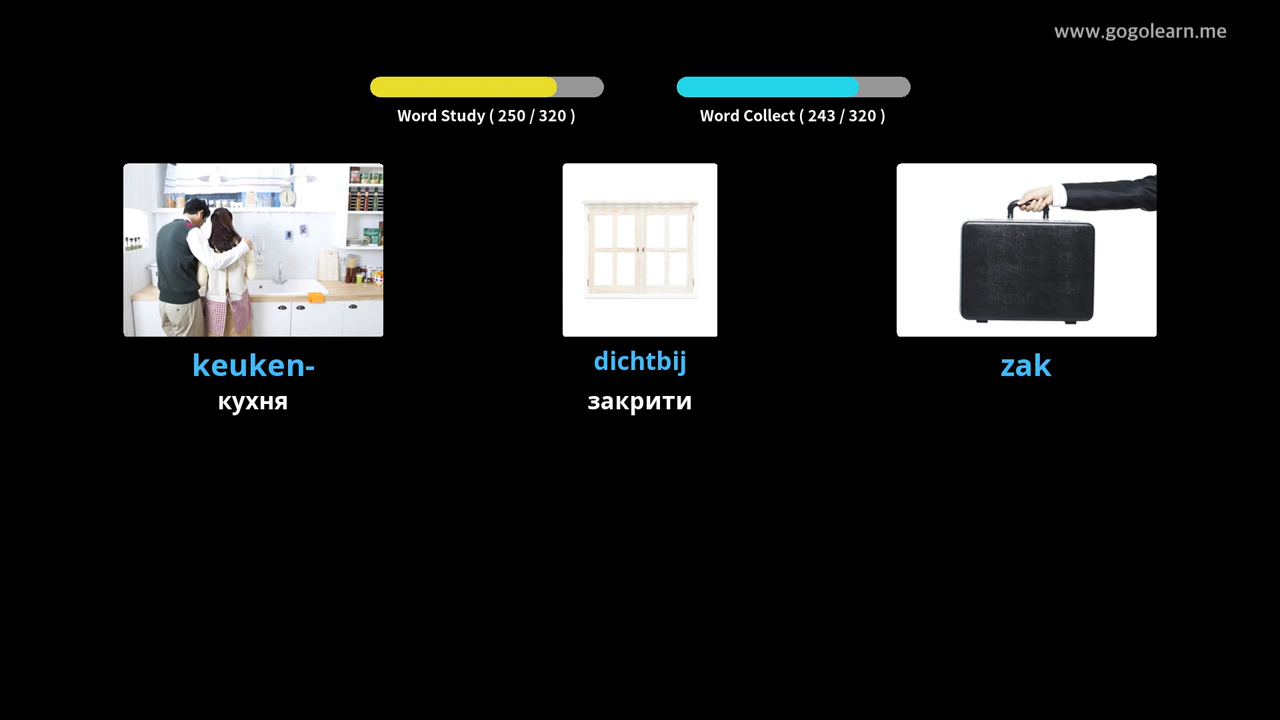 www.gogolearn.me
Word Study ( 250 / 320 )
Word Collect ( 243 / 320 )
keuken-
dichtbij
zak
кухня
закрити